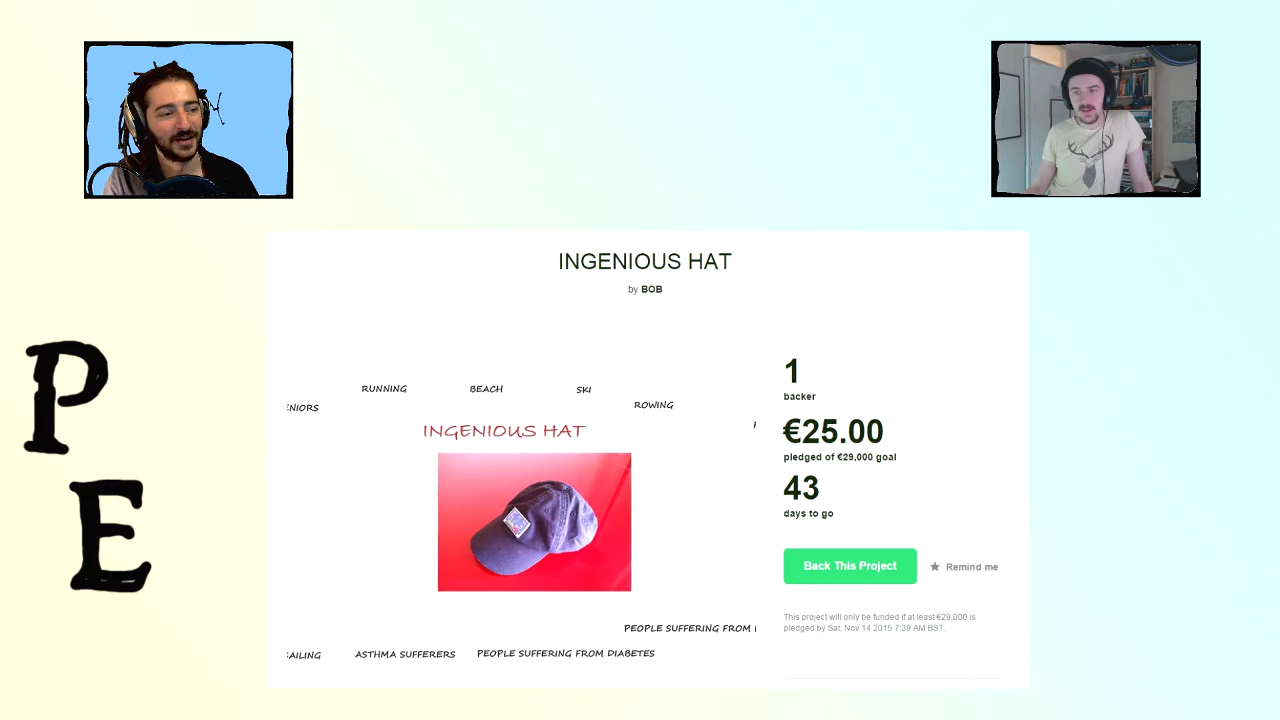 INGENIOUS HAT
by BOB
RUNNING
BEACH
SKI
ENIORS
ROWING
INGENIOUS HAT
1
backer
€25.00
pledged of €29,000 goal
43
days to go
Back This Project
Remind me
This project will only be funded if at least €29,000 is
pledged by Sat, Nov 14 2015 7:39 AM BST.
PEOPLE SUFFERING FROM
AILING
ASTHMA SUFFERERS
PEOPLE SUFFERING FROM DIABETES
P
E